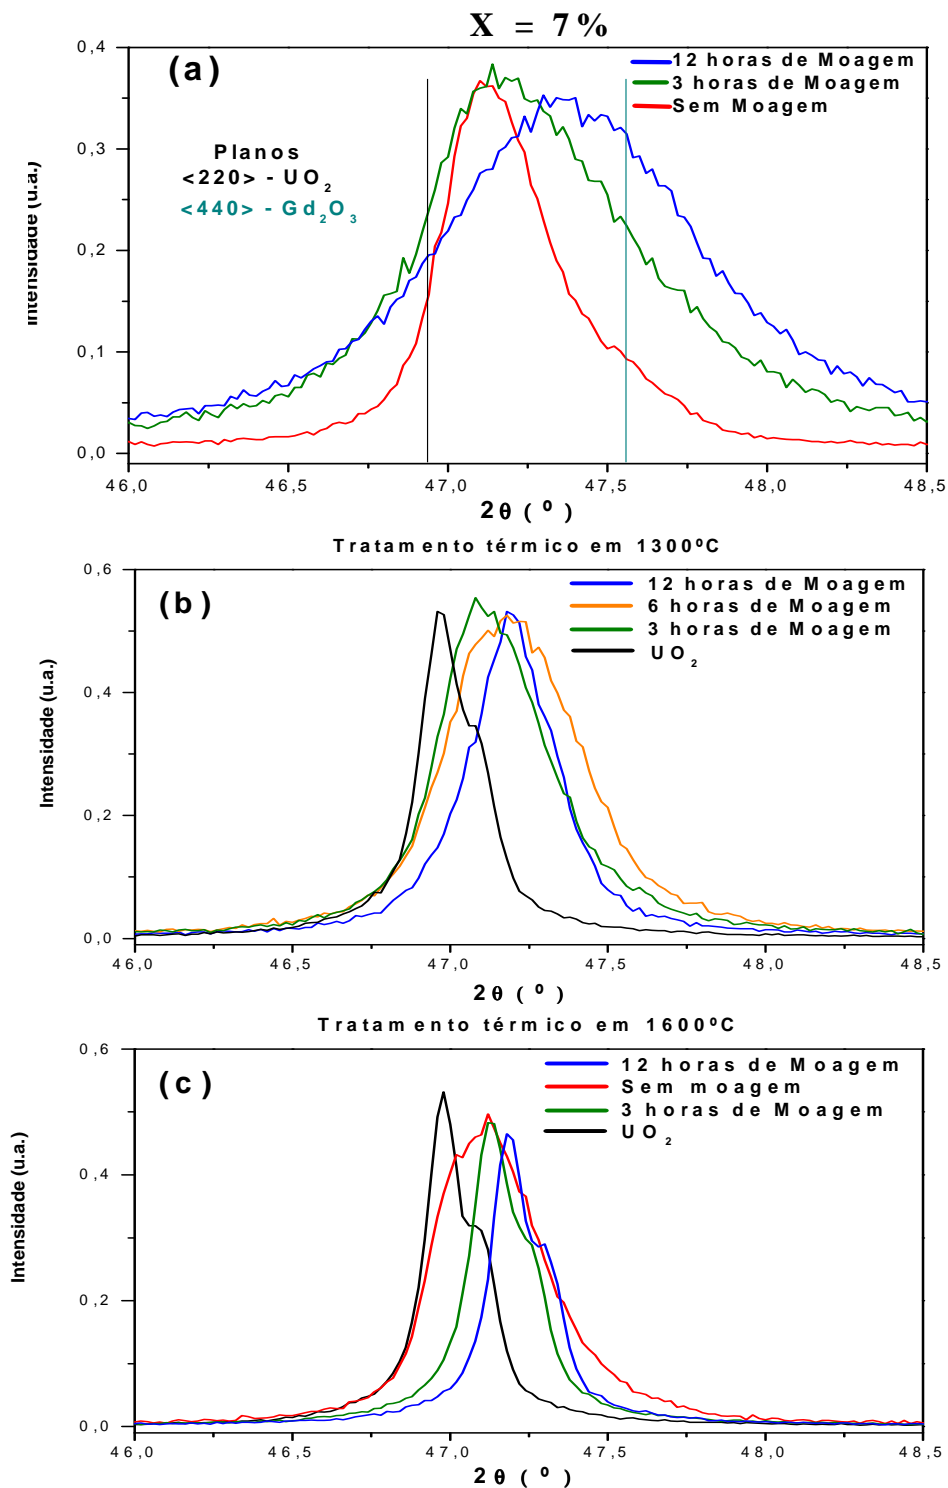 X = 7%
(a)
12 horas de Moagem
3 horas de Moagem
Sem Moagem
Planos
<220> - UO₂
<440> - Gd₂O₃
Intensidade (u.a.)
0,4
0,3
0,2
0,1
0,0
46,0 46,5 47,0 47,5 48,0 48,5
2θ ( º )
Tratamento térmico em 1300ºC
(b)
12 horas de Moagem
6 horas de Moagem
3 horas de Moagem
UO₂
Intensidade (u.a.)
0,6
0,4
0,2
0,0
46,0 46,5 47,0 47,5 48,0 48,5
2θ ( º )
Tratamento térmico em 1600ºC
(c)
12 horas de Moagem
Sem moagem
3 horas de Moagem
UO₂
Intensidade (u.a.)
0,6
0,4
0,2
0,0
46,0 46,5 47,0 47,5 48,0 48,5
2θ ( º )